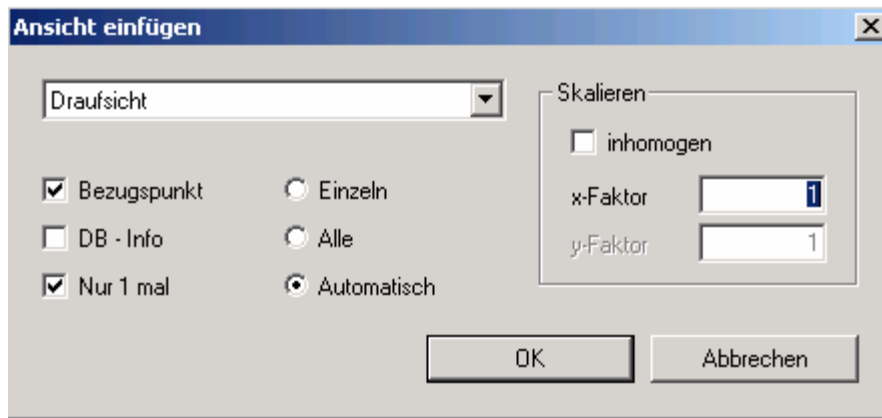 Ansicht einfügen
Draufsicht
Skalieren
inhomogen
Bezugspunkt Einzeln x-Faktor 1
DB - Info Alle y-Faktor 1
Nur 1 mal Automatisch
OK Abbrechen